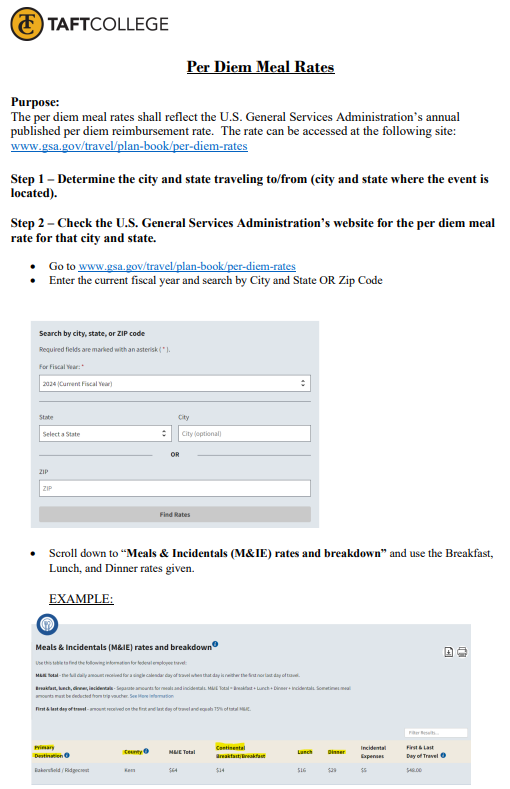 TAFTCOLLEGE
Per Diem Meal Rates
Purpose:
The per diem meal rates shall reflect the U.S. General Services Administration's annual
published per diem reimbursement rate.  The rate can be accessed at the following site:
www.gsa.gov/travel/plan-book/per-diem-rates
Step 1 – Determine the city and state traveling to/from (city and state where the event is
located).
Step 2 – Check the U.S. General Services Administration's website for the per diem meal
rate for that city and state.
• Go to www.gsa.gov/travel/plan-book/per-diem-rates
• Enter the current fiscal year and search by City and State OR Zip Code
Search by city, state, or ZIP code
Required fields are marked with an asterisk ( * ).
For Fiscal Year: *
2024 (Current Fiscal Year)
State City
Select a State City (optional)
OR
ZIP
ZIP
Find Rates
• Scroll down to "Meals & Incidentals (M&IE) rates and breakdown" and use the Breakfast,
Lunch, and Dinner rates given.
EXAMPLE:
Meals & Incidentals (M&IE) rates and breakdown
Use this table to find the following information for federal employee travel:
M&IE Total - the full daily amount received for a single calendar day of travel when that day is neither the first nor last day of travel.
Breakfast, lunch, dinner, incidentals - Separate amounts for meals and incidentals. M&IE Total = Breakfast + Lunch + Dinner + Incidentals. Sometimes meal
amounts must be deducted from trip voucher. See More Information
First & last day of travel - amount received on the first and last day of travel and equals 75% of total M&IE.
Filter Results...
Primary Destination County M&IE Total Continental Breakfast/Breakfast Lunch Dinner Incidental Expenses First & Last Day of Travel
Bakersfield / Ridgecrest Kern $64 $14 $16 $29 $5 $48.00